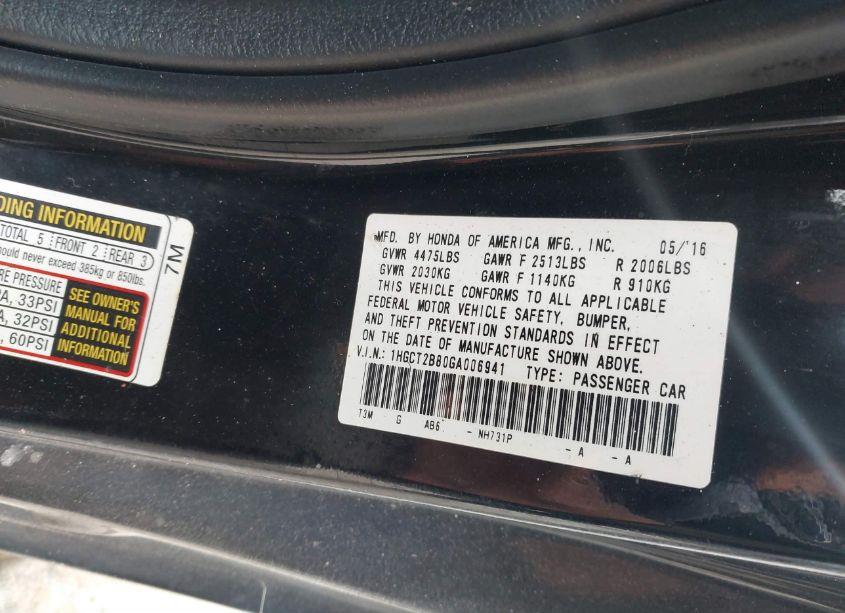 DING INFORMATION
TOTAL 5 FRONT 2 REAR 3
hould never exceed 385kg or 850lbs.
RE PRESSURE
A, 33PSI
A, 32PSI
, 60PSI
SEE OWNER'S
MANUAL FOR
ADDITIONAL
INFORMATION
7M
MFD. BY HONDA OF AMERICA MFG., INC. 05/'16
GVWR 4475LBS GAWR F 2513LBS R 2006LBS
GVWR 2030KG GAWR F 1140KG R 910KG
THIS VEHICLE CONFORMS TO ALL APPLICABLE
FEDERAL MOTOR VEHICLE SAFETY, BUMPER,
AND THEFT PREVENTION STANDARDS IN EFFECT
ON THE DATE OF MANUFACTURE SHOWN ABOVE.
V.I.N.: 1HGCT2B80GA006941 TYPE: PASSENGER CAR
T3M G AB6 - NH731P - A - A